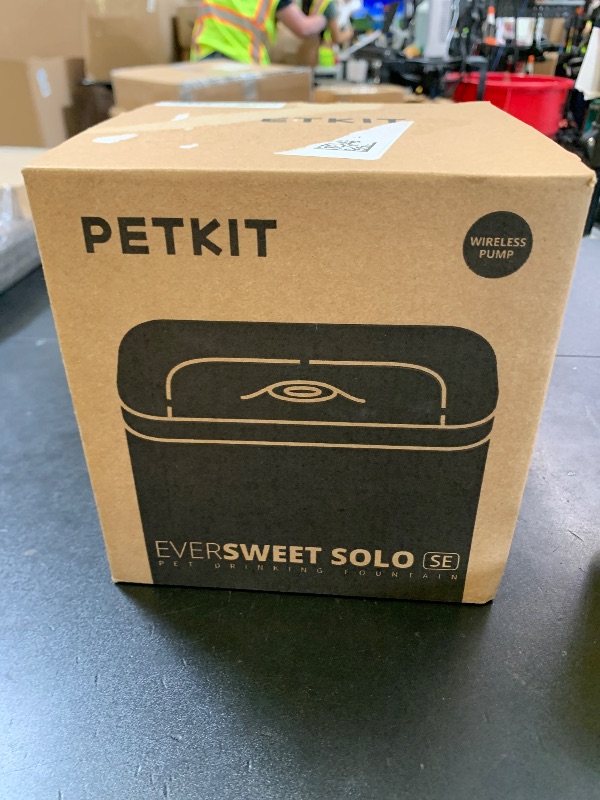 PETKIT
PETKIT
WIRELESS
PUMP
EVERSWEET SOLO SE
PET DRINKING FOUNTAIN